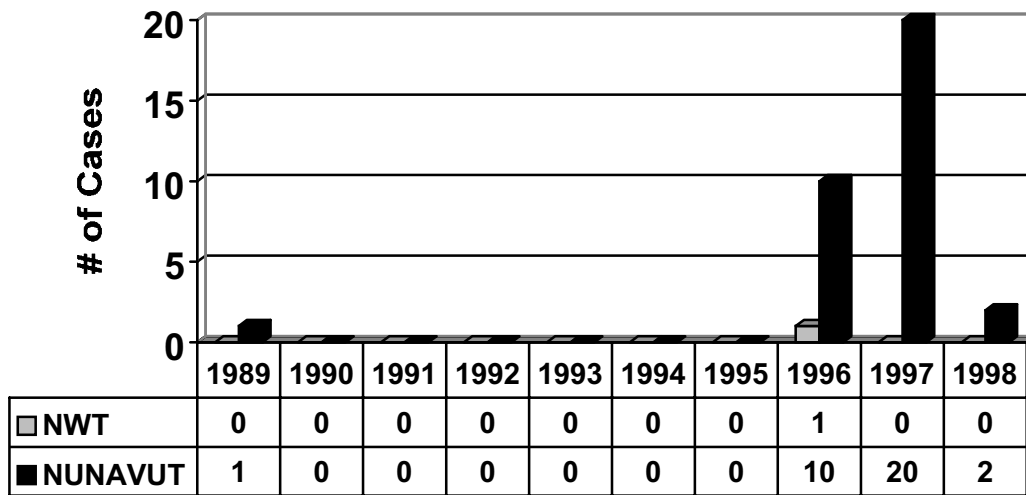 # of Cases
20
15
10
5
0
1989 1990 1991 1992 1993 1994 1995 1996 1997 1998
NWT 0 0 0 0 0 0 0 1 0 0
NUNAVUT 1 0 0 0 0 0 0 10 20 2